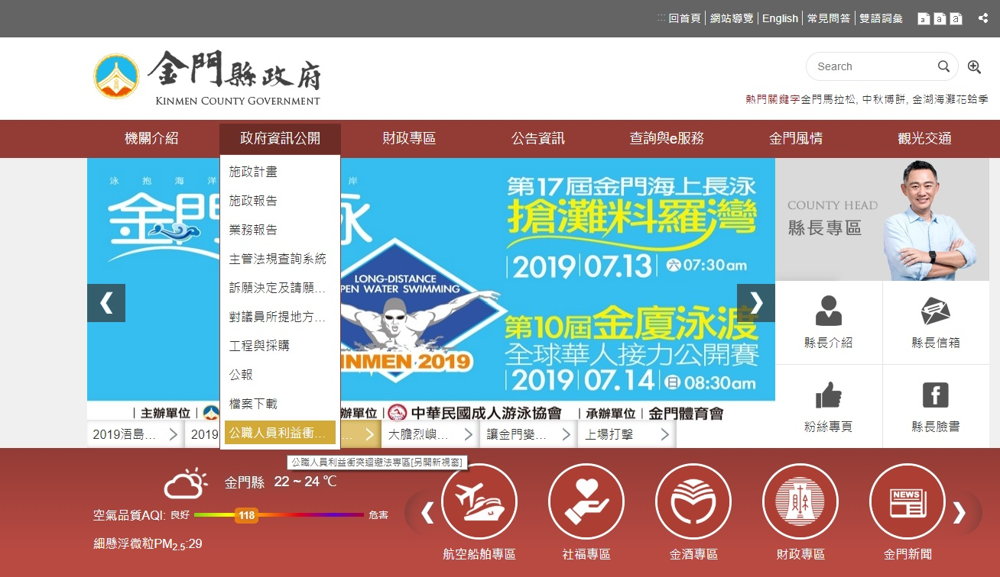 ::: 回首頁 網站導覽 English 常見問答 雙語詞彙 a a a
金門縣政府
KINMEN COUNTY GOVERNMENT
Search
熱門關鍵字金門馬拉松, 中秋博餅, 金湖海灘花蛤季
機關介紹 政府資訊公開 財政專區 公告資訊 查詢與e服務 金門風情 觀光交通
施政計畫
施政報告
業務報告
主管法規查詢系統
訴願決定及請願...
對議員所提地方...
工程與採購
公報
檔案下載
公職人員利益衝...
公職人員利益衝突迴避法專區[另開新視窗]
泳 抱 海 洋 岸
金門 泳
第17屆金門海上長泳
搶灘料羅灣
2019 07.13 六 07:30am
LONG-DISTANCE
PEN WATER SWIMMING
INMEN 2019
第10屆金廈泳渡
全球華人接力公開賽
2019 07.14 日 08:30am
主辦單位 辦單位 中華民國成人游泳協會 承辦單位 金門體育會
2019浯島... 2019 ... 大膽烈嶼... 讓金門變... 上場打擊
COUNTY HEAD
縣長專區
縣長介紹 縣長信箱
粉絲專頁 縣長臉書
金門縣 22 ~ 24 ℃
空氣品質AQI: 良好 118 危害
細懸浮微粒PM2.5:29
財
NEWS
航空船舶專區 社福專區 金酒專區 財政專區 金門新聞